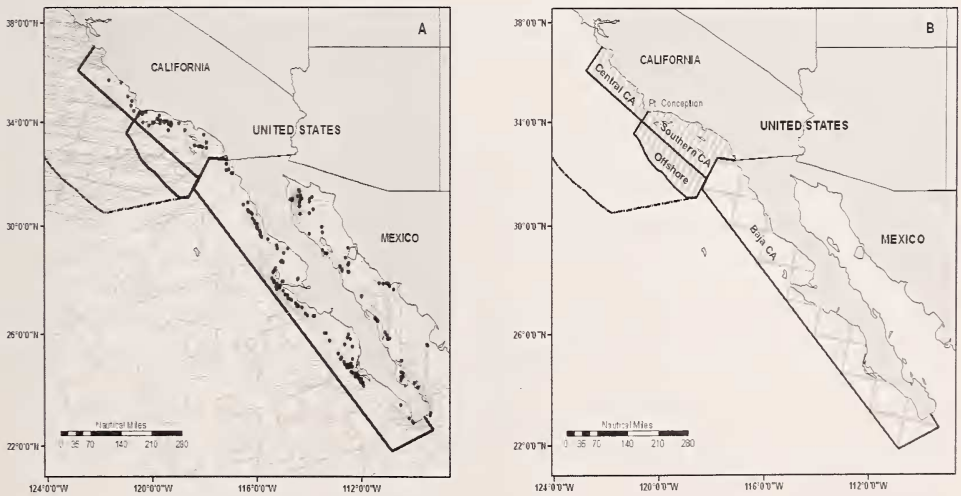 A
38°0'0"N
34°0'0"N
30°0'0"N
26°0'0"N
22°0'0"N
CALIFORNIA
UNITED STATES
MEXICO
Nautical Miles
0 35 70 140 210 280
124°0'0"W 120°0'0"W 116°0'0"W 112°0'0"W
B
38°0'0"N
34°0'0"N
30°0'0"N
26°0'0"N
22°0'0"N
CALIFORNIA
Central CA
Pt. Conception
UNITED STATES
Southern CA
Offshore
Baja CA
MEXICO
Nautical Miles
0 35 70 140 210 280
124°0'0"W 120°0'0"W 116°0'0"W 112°0'0"W